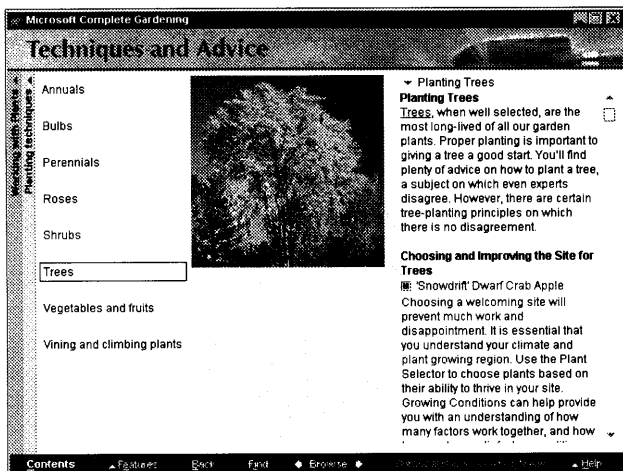 Microsoft Complete Gardening
Techniques and Advice
Working with Plants
Planting techniques
Annuals
Bulbs
Perennials
Roses
Shrubs
Trees
Vegetables and fruits
Vining and climbing plants
Planting Trees
Planting Trees
Trees, when well selected, are the
most long-lived of all our garden
plants. Proper planting is important to
giving a tree a good start. You'll find
plenty of advice on how to plant a tree,
a subject on which even experts
disagree. However, there are certain
tree-planting principles on which
there is no disagreement.
Choosing and Improving the Site for
Trees
'Snowdrift' Dwarf Crab Apple
Choosing a welcoming site will
prevent much work and
disappointment. It is essential that
you understand your climate and
plant growing region. Use the Plant
Selector to choose plants based on
their ability to thrive in your site.
Growing Conditions can help provide
you with an understanding of how
many factors work together, and how
Contents Features Back Find Browse Help